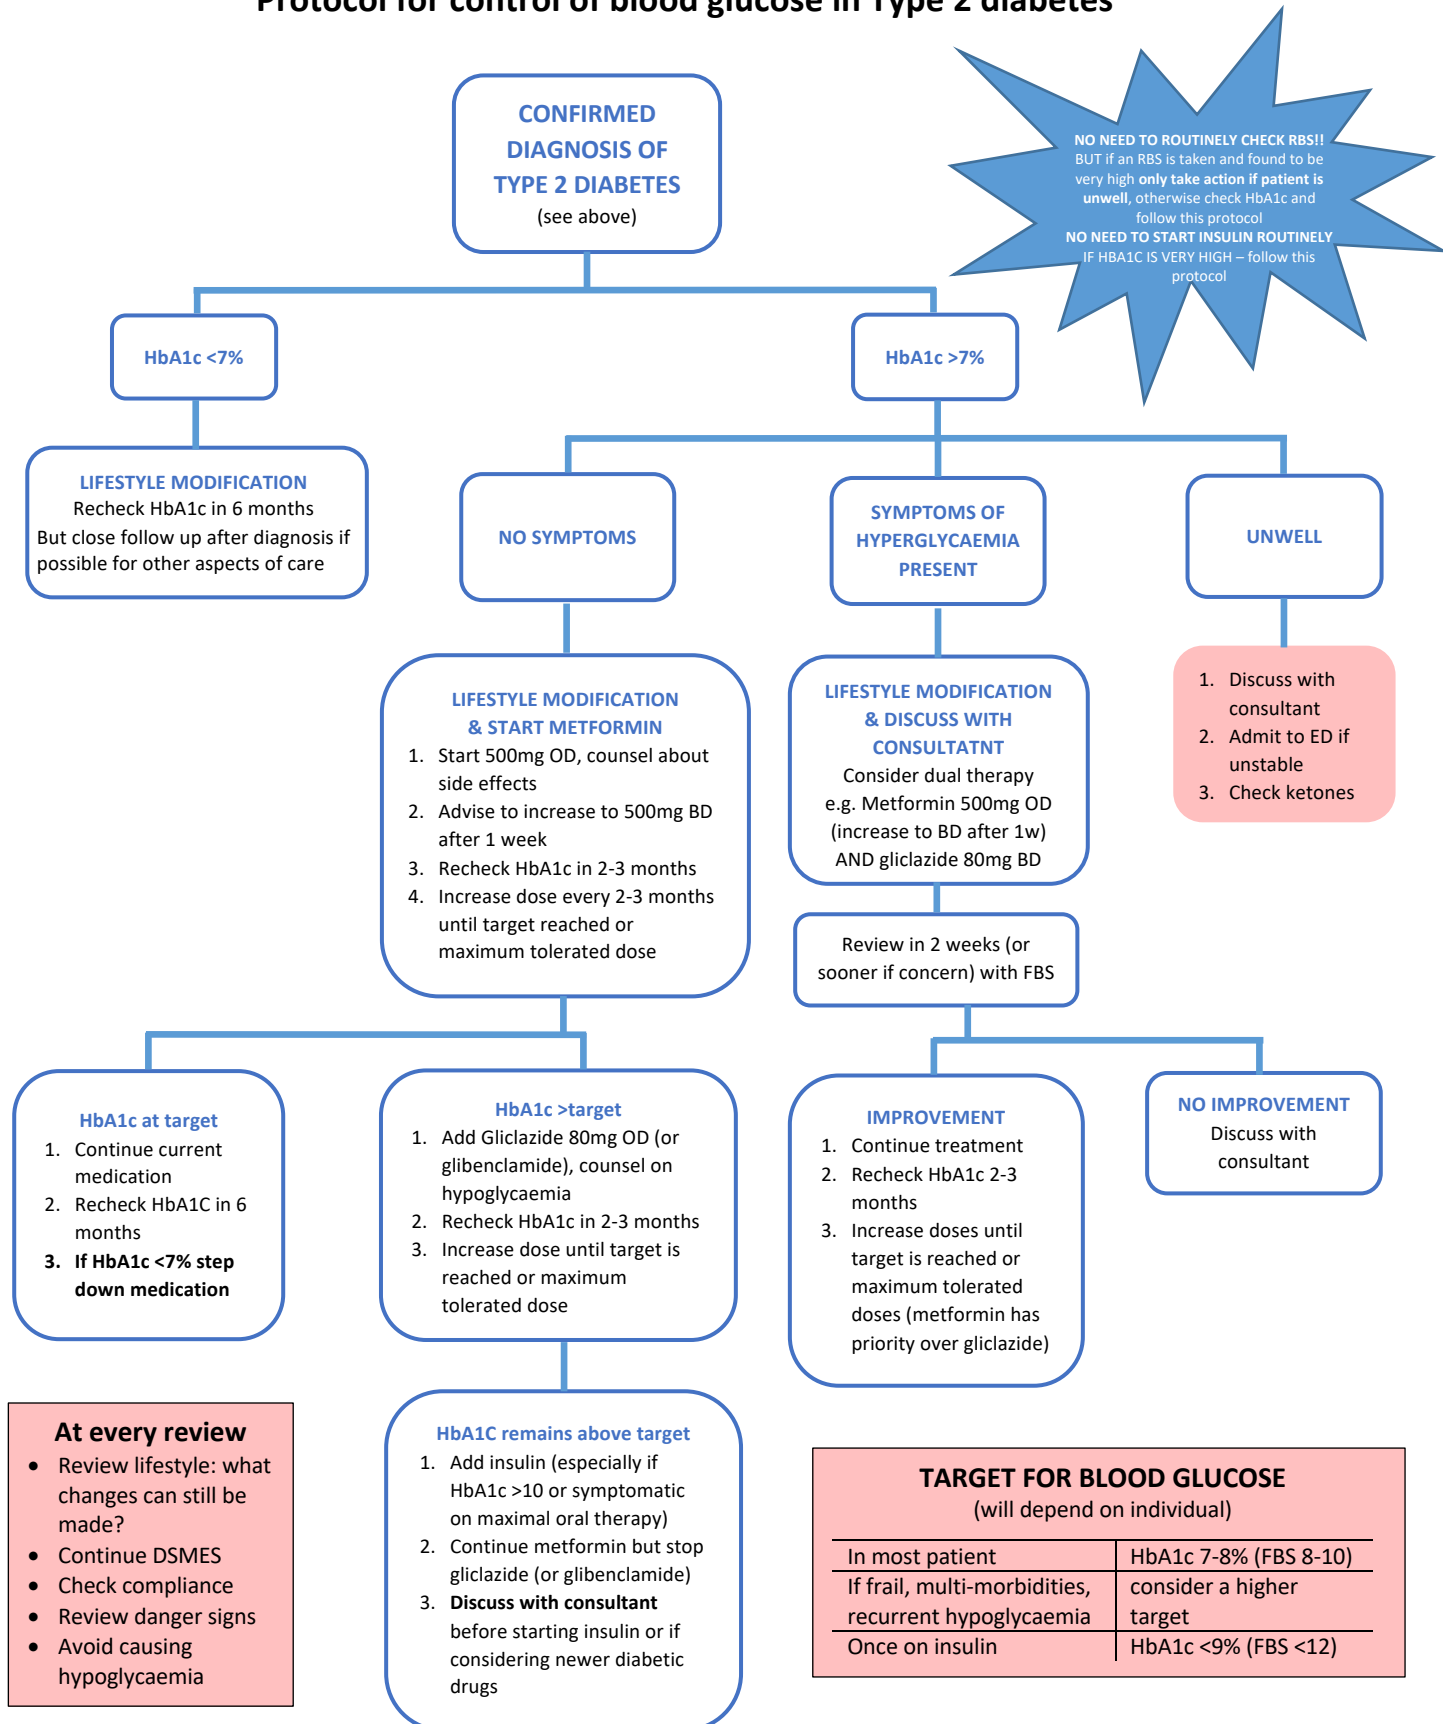 Protocol for control of blood glucose in Type 2 diabetes
CONFIRMED
DIAGNOSIS OF
TYPE 2 DIABETES
(see above)
NO NEED TO ROUTINELY CHECK RBS!!
BUT if an RBS is taken and found to be
very high only take action if patient is
unwell, otherwise check HbA1c and
follow this protocol
NO NEED TO START INSULIN ROUTINELY
IF HBA1C IS VERY HIGH – follow this
protocol
HbA1c <7%
HbA1c >7%
LIFESTYLE MODIFICATION
Recheck HbA1c in 6 months
But close follow up after diagnosis if
possible for other aspects of care
NO SYMPTOMS
SYMPTOMS OF
HYPERGLYCAEMIA
PRESENT
UNWELL
LIFESTYLE MODIFICATION
& START METFORMIN
1. Start 500mg OD, counsel about
side effects
2. Advise to increase to 500mg BD
after 1 week
3. Recheck HbA1c in 2-3 months
4. Increase dose every 2-3 months
until target reached or
maximum tolerated dose
LIFESTYLE MODIFICATION
& DISCUSS WITH
CONSULTATNT
Consider dual therapy
e.g. Metformin 500mg OD
(increase to BD after 1w)
AND gliclazide 80mg BD
1. Discuss with
consultant
2. Admit to ED if
unstable
3. Check ketones
Review in 2 weeks (or
sooner if concern) with FBS
HbA1c at target
1. Continue current
medication
2. Recheck HbA1C in 6
months
3. If HbA1c <7% step
down medication
HbA1c >target
1. Add Gliclazide 80mg OD (or
glibenclamide), counsel on
hypoglycaemia
2. Recheck HbA1c in 2-3 months
3. Increase dose until target is
reached or maximum
tolerated dose
IMPROVEMENT
1. Continue treatment
2. Recheck HbA1c 2-3
months
3. Increase doses until
target is reached or
maximum tolerated
doses (metformin has
priority over gliclazide)
NO IMPROVEMENT
Discuss with
consultant
At every review
• Review lifestyle: what
changes can still be
made?
• Continue DSMES
• Check compliance
• Review danger signs
• Avoid causing
hypoglycaemia
HbA1C remains above target
1. Add insulin (especially if
HbA1c >10 or symptomatic
on maximal oral therapy)
2. Continue metformin but stop
gliclazide (or glibenclamide)
3. Discuss with consultant
before starting insulin or if
considering newer diabetic
drugs
TARGET FOR BLOOD GLUCOSE
(will depend on individual)
In most patient HbA1c 7-8% (FBS 8-10)
If frail, multi-morbidities, consider a higher
recurrent hypoglycaemia target
Once on insulin HbA1c <9% (FBS <12)